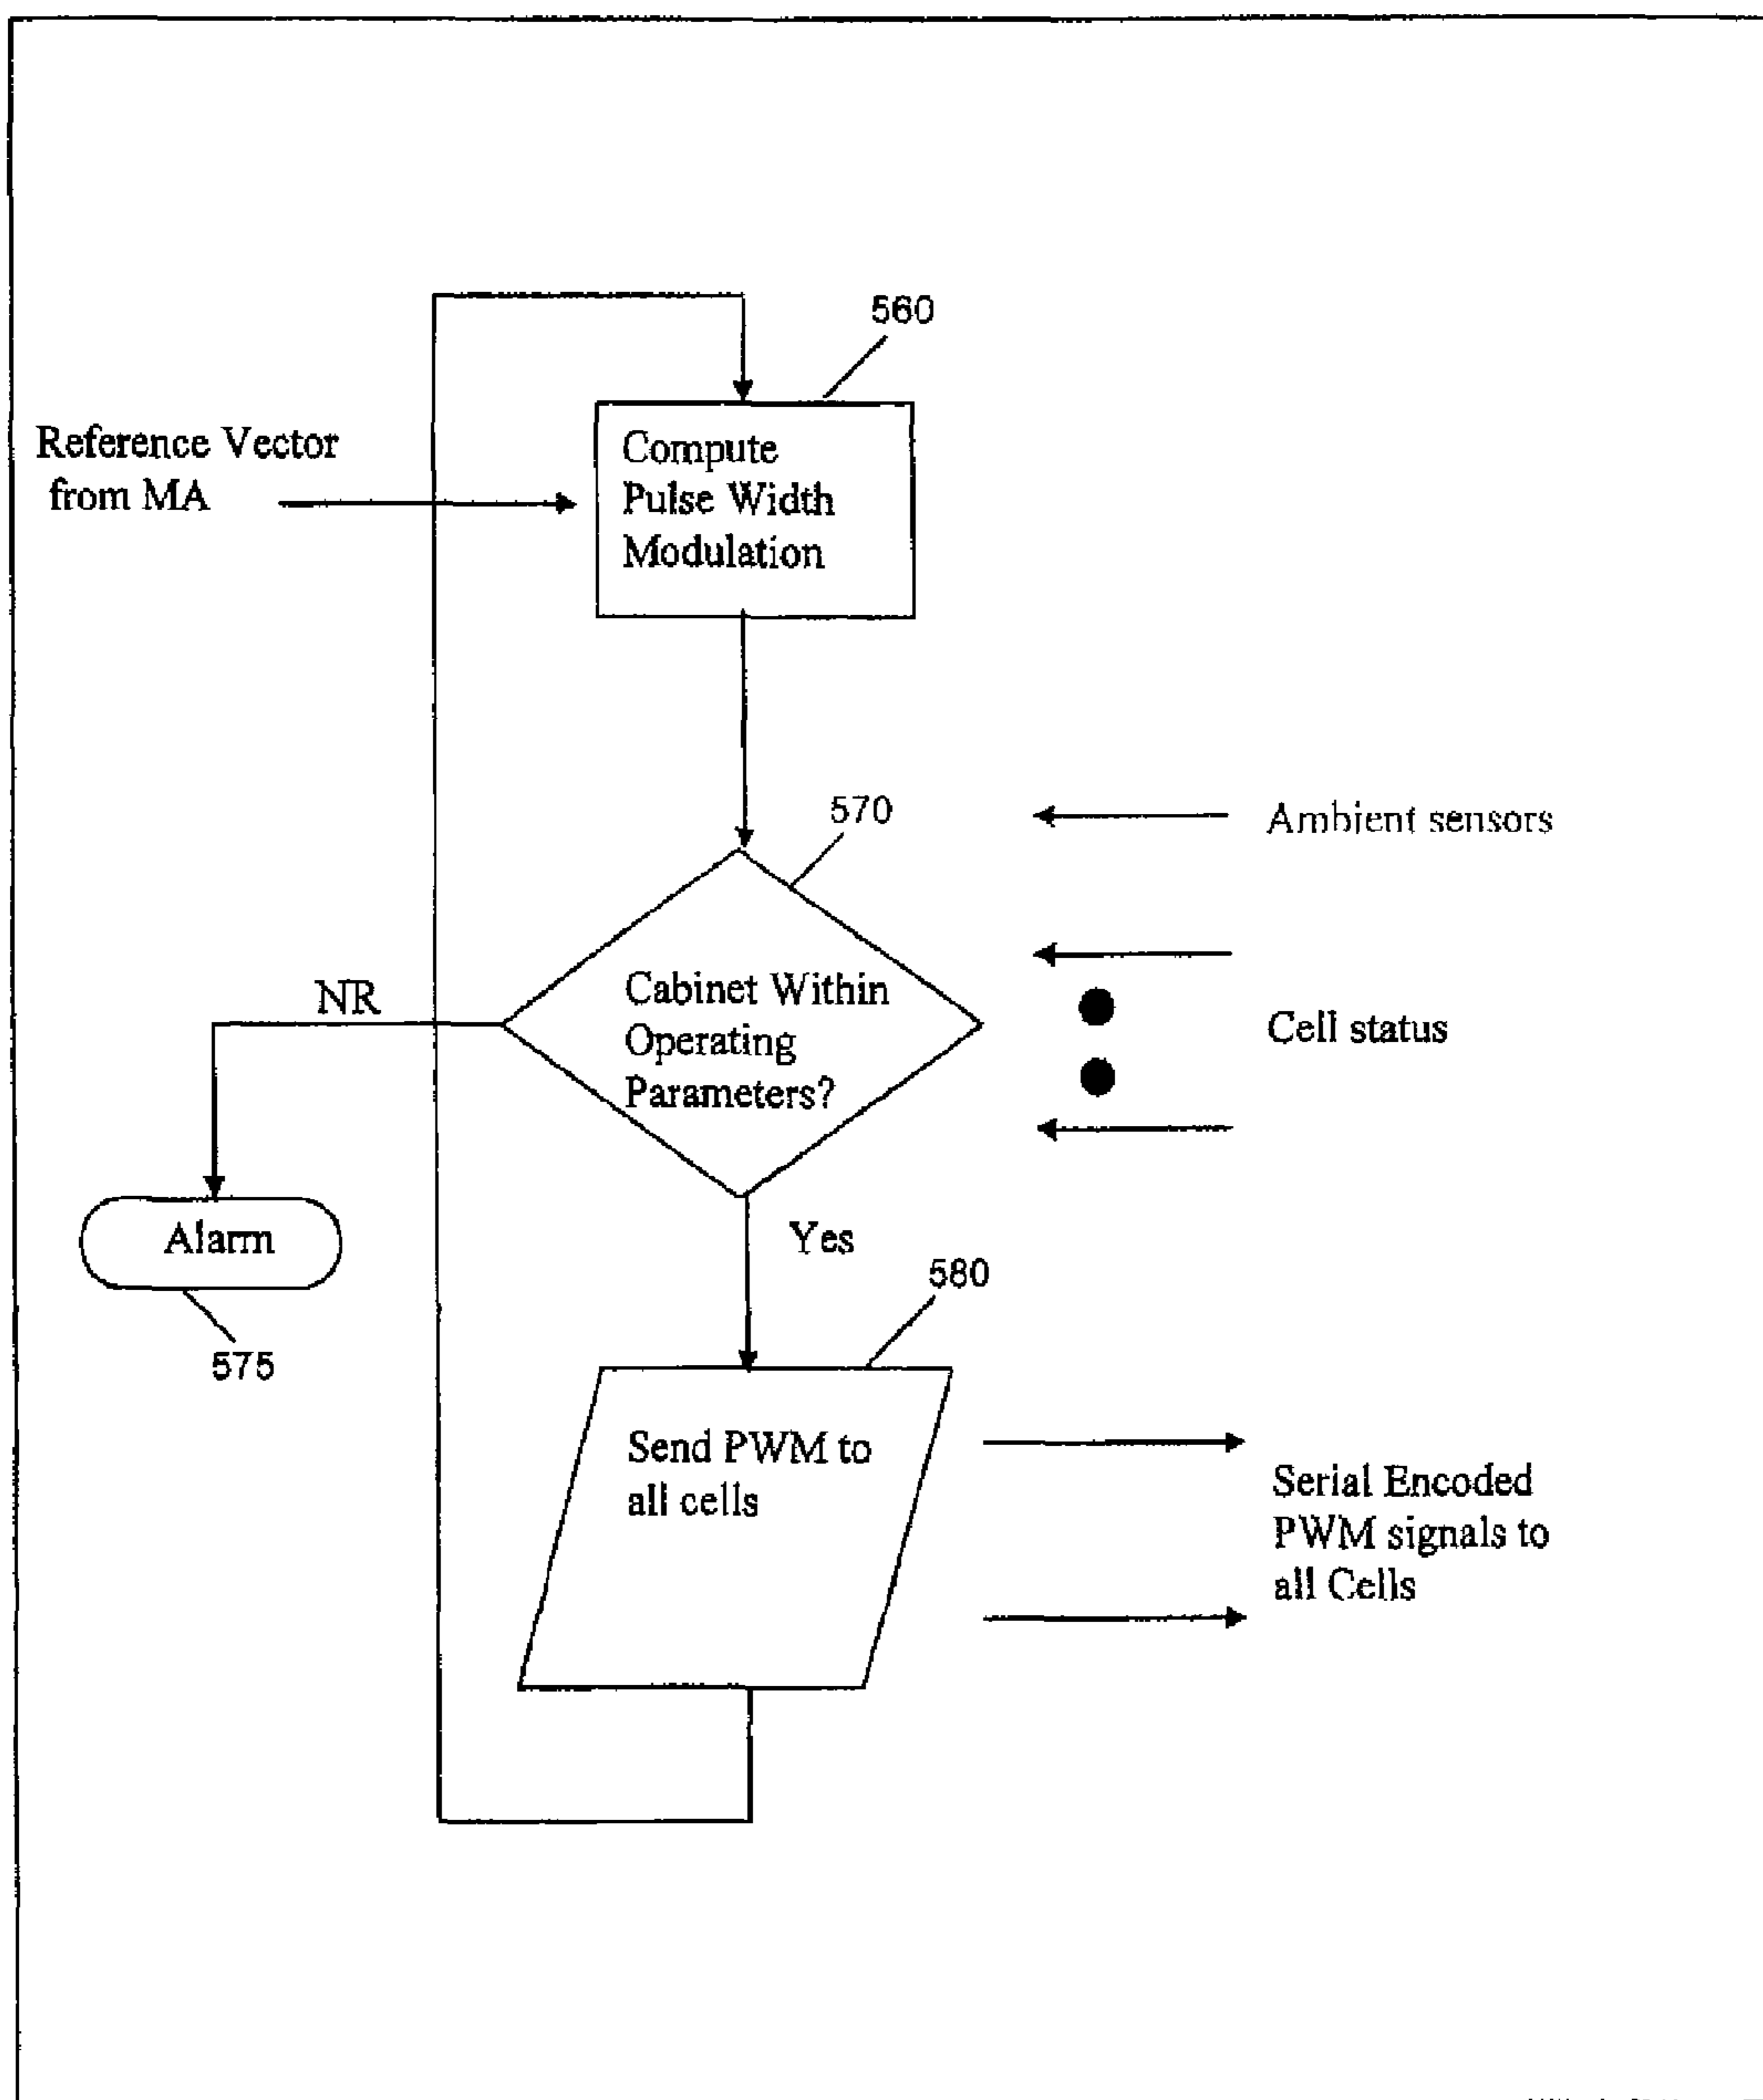 560
Reference Vector
from MA
Compute
Pulse Width
Modulation
570
Ambient sensors
NR
Cabinet Within
Operating
Parameters?
Cell status
Alarm
575
Yes
580
Send PWM to
all cells
Serial Encoded
PWM signals to
all Cells